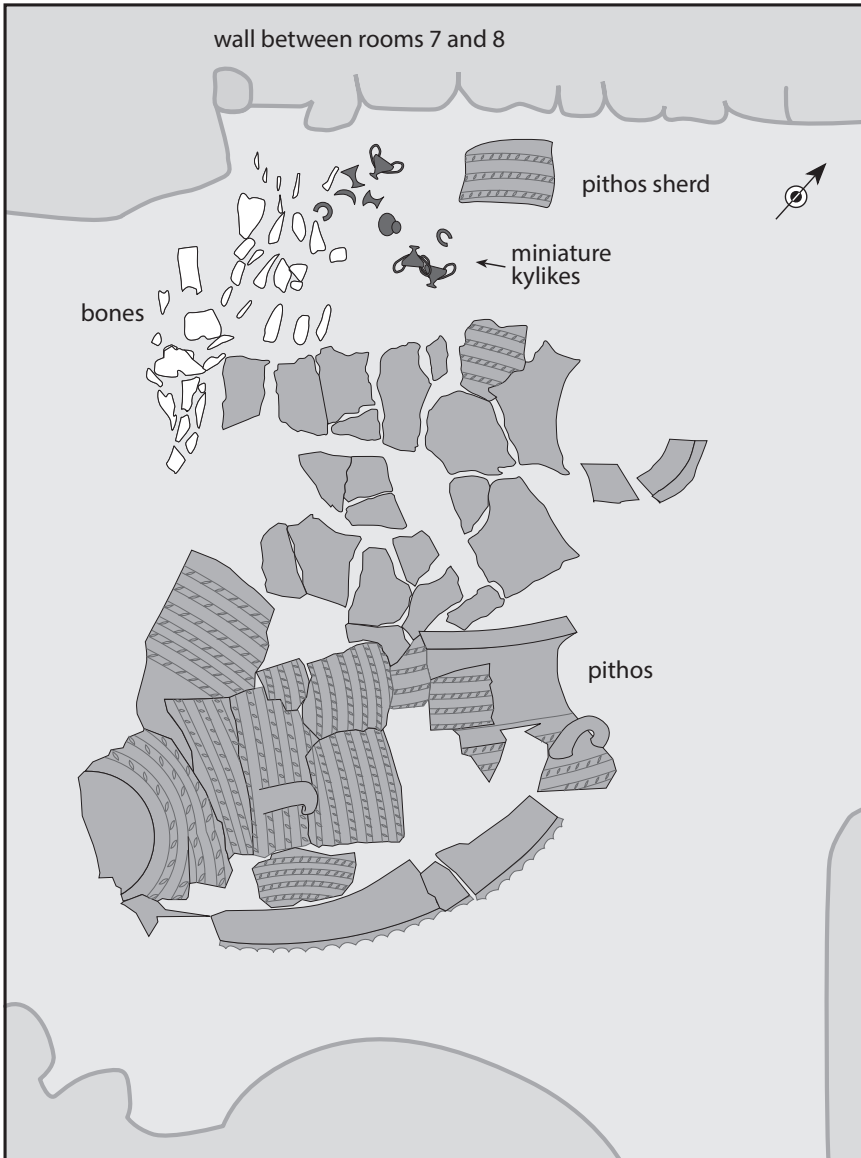 wall between rooms 7 and 8
pithos sherd
miniature
kylikes
bones
pithos